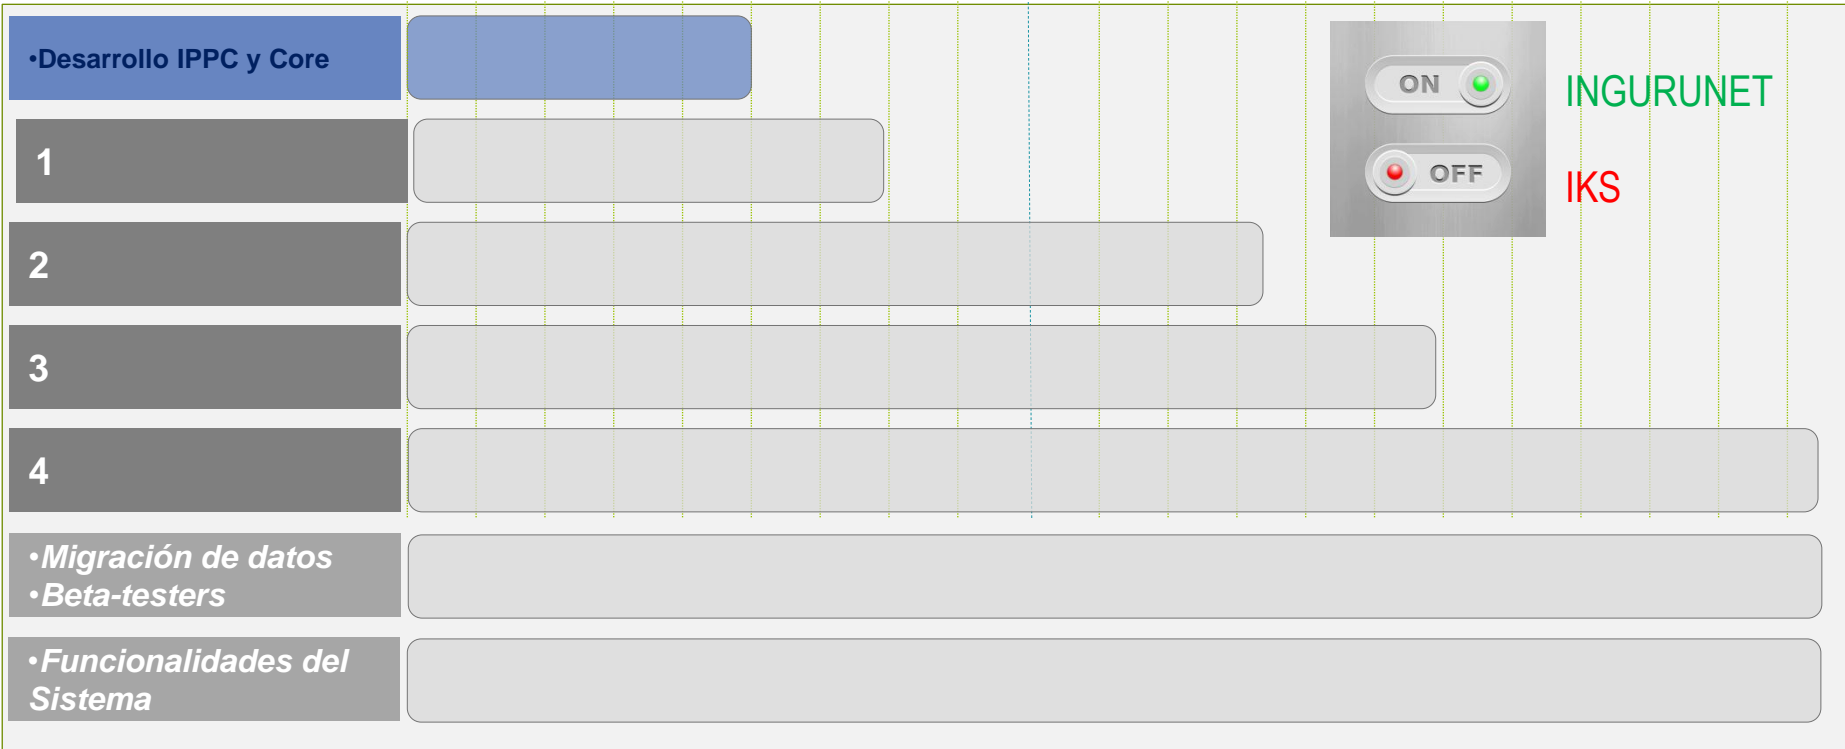 •Desarrollo IPPC y Core
ON
INGURUNET
1
OFF
IKS
2
3
4
•Migración de datos
•Beta-testers
•Funcionalidades del
Sistema